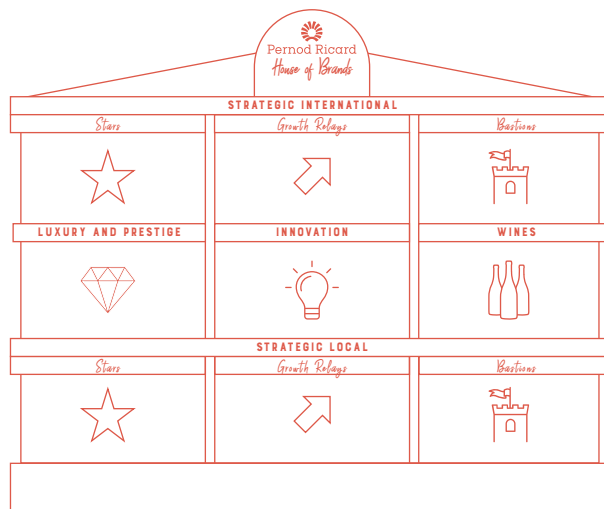 Pernod Ricard
House of Brands
STRATEGIC INTERNATIONAL
Stars
Growth Relays
Bastions
LUXURY AND PRESTIGE
INNOVATION
WINES
STRATEGIC LOCAL
Stars
Growth Relays
Bastions